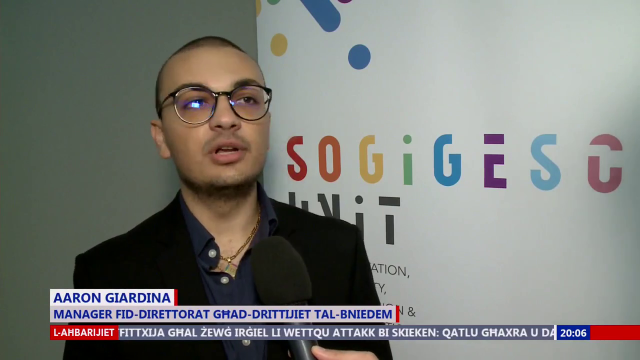 SOGIGESC
UNIT
&
AARON GIARDINA
MANAGER FID-DIRETTORAT GĦAD-DRITTIJIET TAL-BNIEDEM
L-AĦBARIJIET FITTXIJA GĦAL ŻEWĠ IRĠIEL LI WETTQU ATTAKK BI SKIEKEN: QATLU GĦAXRA U 20:06